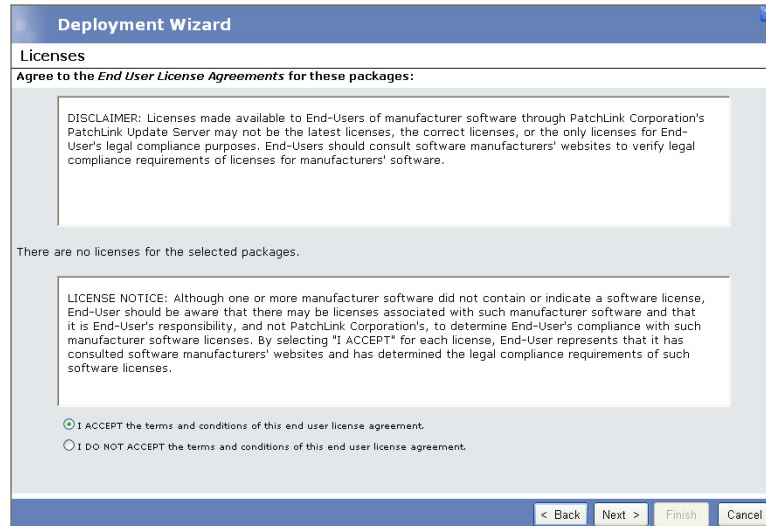 Deployment Wizard
Licenses
Agree to the End User License Agreements for these packages:
DISCLAIMER: Licenses made available to End-Users of manufacturer software through PatchLink Corporation's
PatchLink Update Server may not be the latest licenses, the correct licenses, or the only licenses for End-
User's legal compliance purposes. End-Users should consult software manufacturers' websites to verify legal
compliance requirements of licenses for manufacturers' software.
There are no licenses for the selected packages.
LICENSE NOTICE: Although one or more manufacturer software did not contain or indicate a software license,
End-User should be aware that there may be licenses associated with such manufacturer software and that
it is End-User's responsibility, and not PatchLink Corporation's, to determine End-User's compliance with such
manufacturer software licenses. By selecting "I ACCEPT" for each license, End-User represents that it has
consulted software manufacturers' websites and has determined the legal compliance requirements of such
software licenses.
I ACCEPT the terms and conditions of this end user license agreement.
I DO NOT ACCEPT the terms and conditions of this end user license agreement.
< Back Next > Finish Cancel